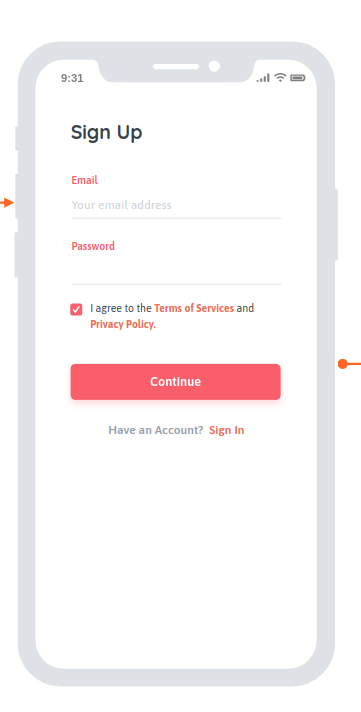 9:31
Sign Up
Email
Your email address
Password
I agree to the Terms of Services and
Privacy Policy.
Continue
Have an Account? Sign In